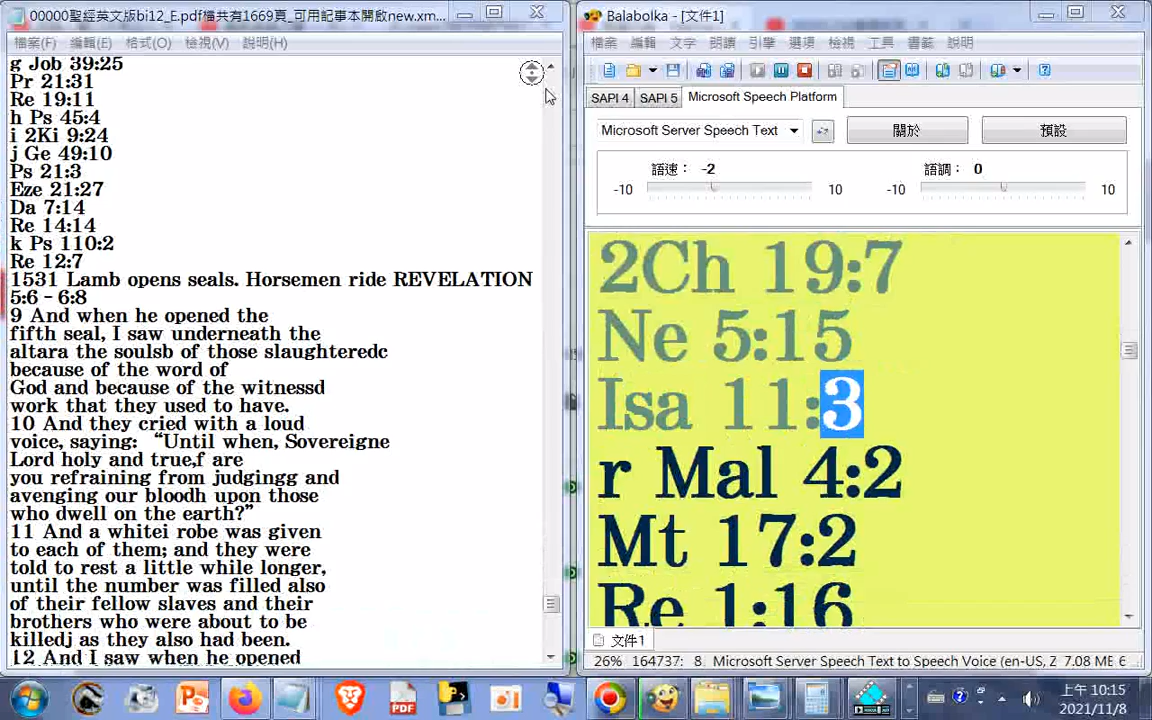 00000聖經英文版bi12_E.pdf檔共有1669頁_可用記事本開啟new.xm...
檔案(F) 編輯(E) 格式(O) 檢視(V) 說明(H)
g Job 39:25
Pr 21:31
Re 19:11
h Ps 45:4
i 2Ki 9:24
j Ge 49:10
Ps 21:3
Eze 21:27
Da 7:14
Re 14:14
k Ps 110:2
Re 12:7
1531 Lamb opens seals. Horsemen ride REVELATION
5:6 - 6:8
9 And when he opened the
fifth seal, I saw underneath the
altara the soulsb of those slaughteredc
because of the word of
God and because of the witnessd
work that they used to have.
10 And they cried with a loud
voice, saying: “Until when, Sovereigne
Lord holy and true,f are
you refraining from judgingg and
avenging our bloodh upon those
who dwell on the earth?”
11 And a whitei robe was given
to each of them; and they were
told to rest a little while longer,
until the number was filled also
of their fellow slaves and their
brothers who were about to be
killedj as they also had been.
12 And I saw when he opened
Balabolka - [文件1]
檔案 編輯 文字 朗讀 引擎 選項 檢視 工具 書籤 說明
SAPI 4 SAPI 5 Microsoft Speech Platform
Microsoft Server Speech Text 關於 預設
語速： -2 語調： 0
-10 10 -10 10
2Ch 19:7
Ne 5:15
Isa 11:3
r Mal 4:2
Mt 17:2
Re 1:16
文件1
26% 164737: 8. Microsoft Server Speech Text to Speech Voice (en-US, Z 7.08 ME 6
PDF
上午 10:15
2021/11/8